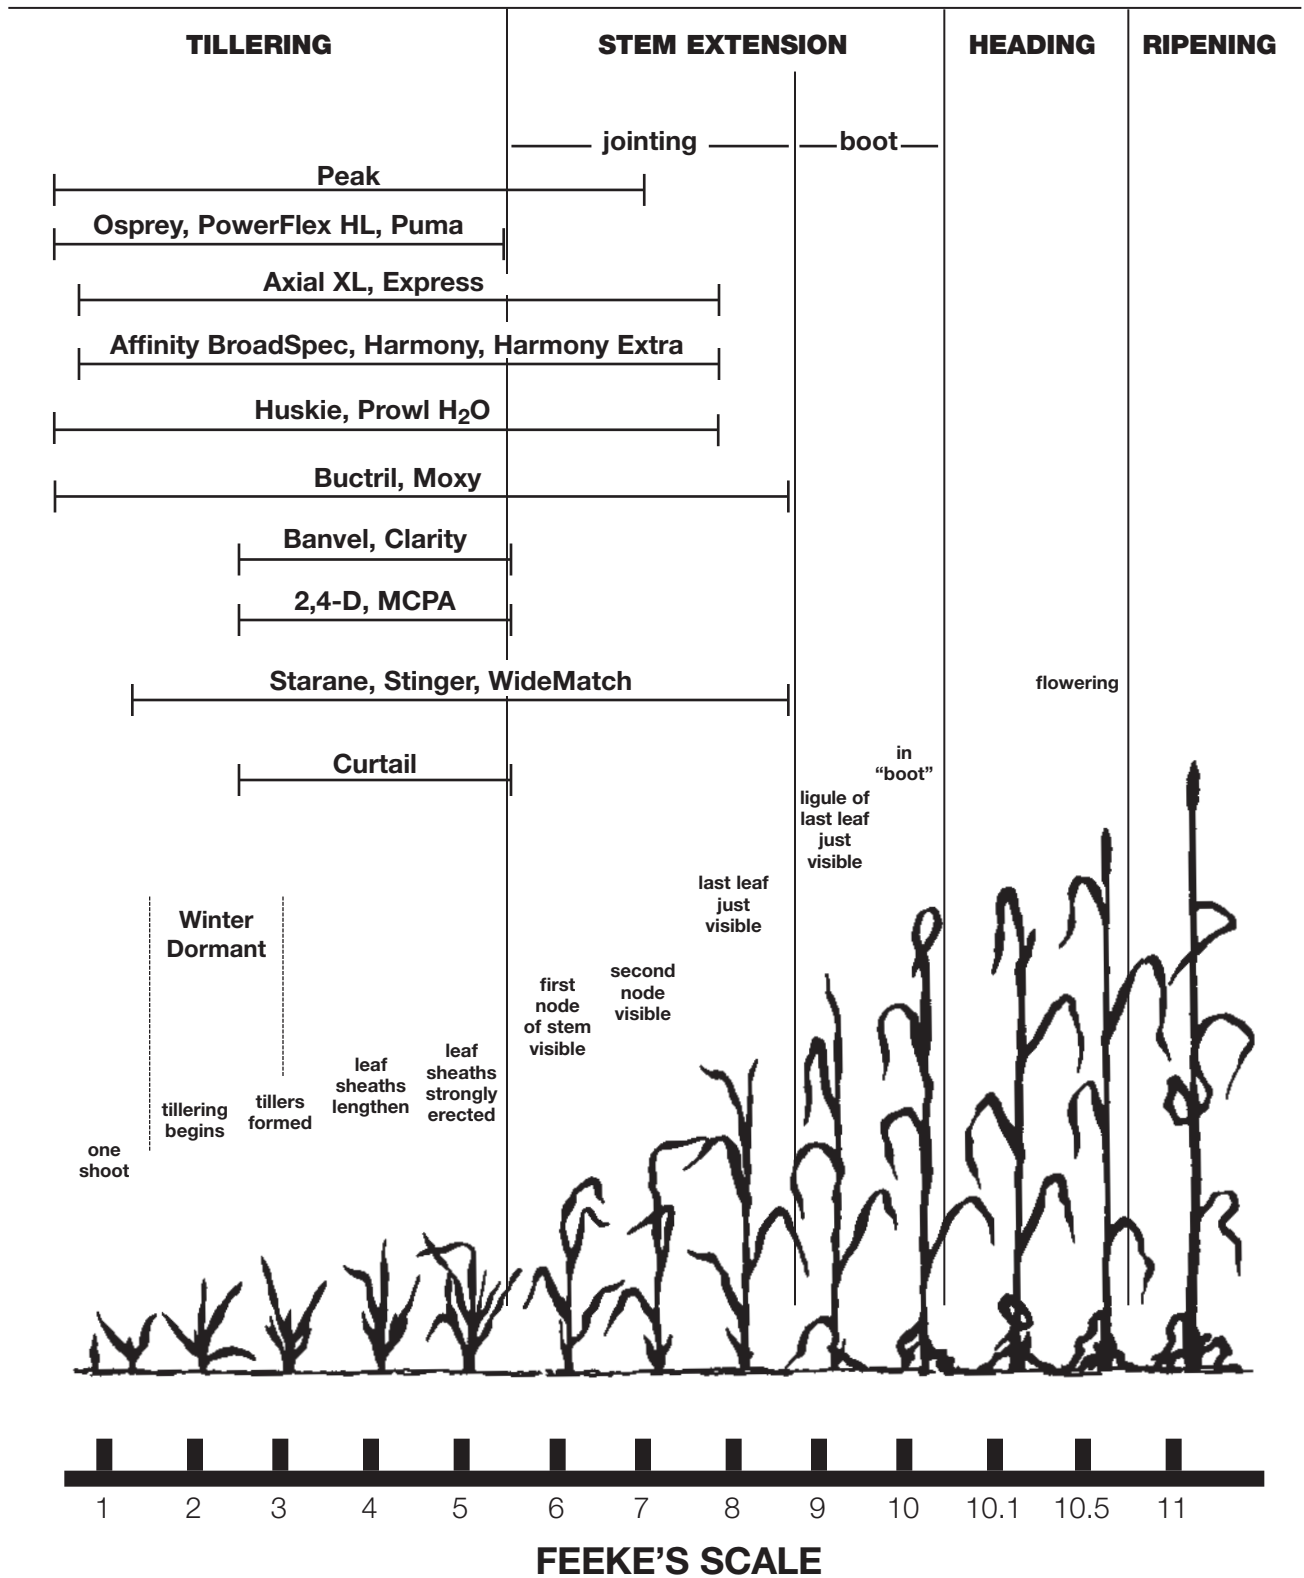 TILLERING
STEM EXTENSION
HEADING
RIPENING
jointing
boot
Peak
Osprey, PowerFlex HL, Puma
Axial XL, Express
Affinity BroadSpec, Harmony, Harmony Extra
Huskie, Prowl H₂O
Buctril, Moxy
Banvel, Clarity
2,4-D, MCPA
Starane, Stinger, WideMatch
Curtail
Winter
Dormant
one
shoot
tillering
begins
tillers
formed
leaf
sheaths
lengthen
leaf
sheaths
strongly
erected
first
node
of stem
visible
second
node
visible
last leaf
just
visible
ligule of
last leaf
just
visible
in
“boot”
flowering
1 2 3 4 5 6 7 8 9 10 10.1 10.5 11
FEEKE’S SCALE